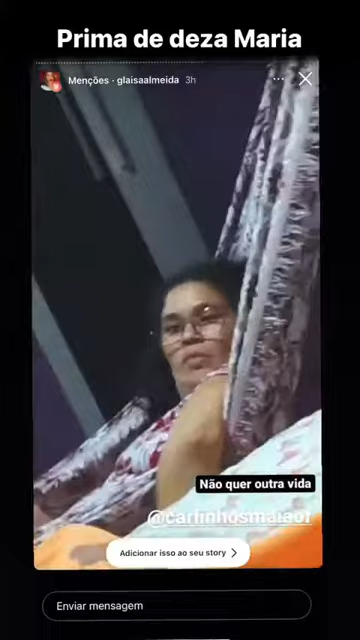 Prima de deza Maria
Menções · glaisaalmeida 3h
Não quer outra vida
@carlinhosmaiaof
Adicionar isso ao seu story
Enviar mensagem